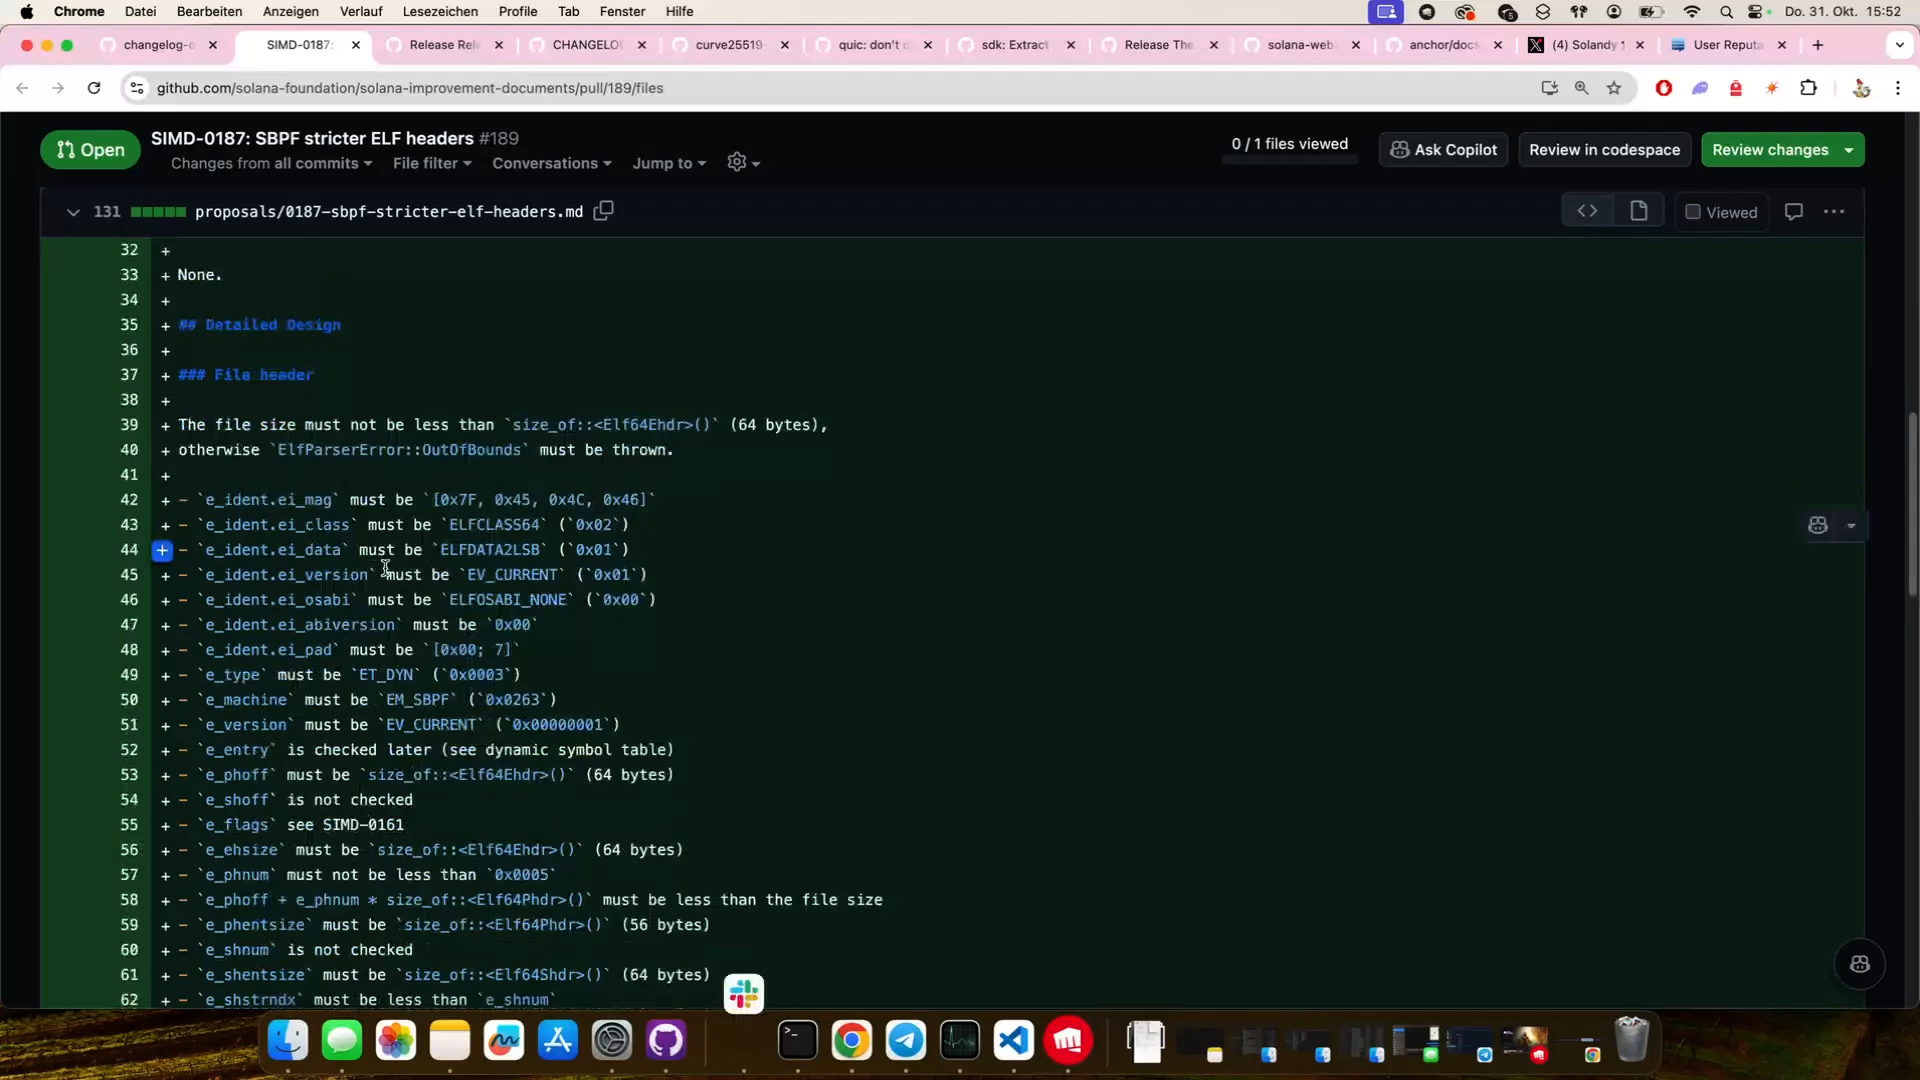 Chrome Datei Bearbeiten Anzeigen Verlauf Lesezeichen Profile Tab Fenster Hilfe Do. 31. Okt. 15:52
changelog- SIMD-0187: Release Rel CHANGELO curve25519- quic: don't sdk: Extract Release The solana-web anchor/docs (4) Solandy User Reputa
github.com/solana-foundation/solana-improvement-documents/pull/189/files
Open
SIMD-0187: SBPF stricter ELF headers #189
Changes from all commits File filter Conversations Jump to
0 / 1 files viewed
Ask Copilot
Review in codespace
Review changes
131 proposals/0187-sbpf-stricter-elf-headers.md
Viewed
32 +
33 + None.
34 +
35 + ## Detailed Design
36 +
37 + ### File header
38 +
39 + The file size must not be less than `size_of::<Elf64Ehdr>()` (64 bytes),
40 + otherwise `ElfParserError::OutOfBounds` must be thrown.
41 +
42 + - `e_ident.ei_mag` must be `[0x7F, 0x45, 0x4C, 0x46]`
43 + - `e_ident.ei_class` must be `ELFCLASS64` (`0x02`)
44 + - `e_ident.ei_data` must be `ELFDATA2LSB` (`0x01`)
45 + - `e_ident.ei_version` must be `EV_CURRENT` (`0x01`)
46 + - `e_ident.ei_osabi` must be `ELFOSABI_NONE` (`0x00`)
47 + - `e_ident.ei_abiversion` must be `0x00`
48 + - `e_ident.ei_pad` must be `[0x00; 7]`
49 + - `e_type` must be `ET_DYN` (`0x0003`)
50 + - `e_machine` must be `EM_SBPF` (`0x0263`)
51 + - `e_version` must be `EV_CURRENT` (`0x00000001`)
52 + - `e_entry` is checked later (see dynamic symbol table)
53 + - `e_phoff` must be `size_of::<Elf64Ehdr>()` (64 bytes)
54 + - `e_shoff` is not checked
55 + - `e_flags` see SIMD-0161
56 + - `e_ehsize` must be `size_of::<Elf64Ehdr>()` (64 bytes)
57 + - `e_phnum` must not be less than `0x0005`
58 + - `e_phoff + e_phnum * size_of::<Elf64Phdr>()` must be less than the file size
59 + - `e_phentsize` must be `size_of::<Elf64Phdr>()` (56 bytes)
60 + - `e_shnum` is not checked
61 + - `e_shentsize` must be `size_of::<Elf64Shdr>()` (64 bytes)
62 + - `e_shstrndx` must be less than `e_shnum`